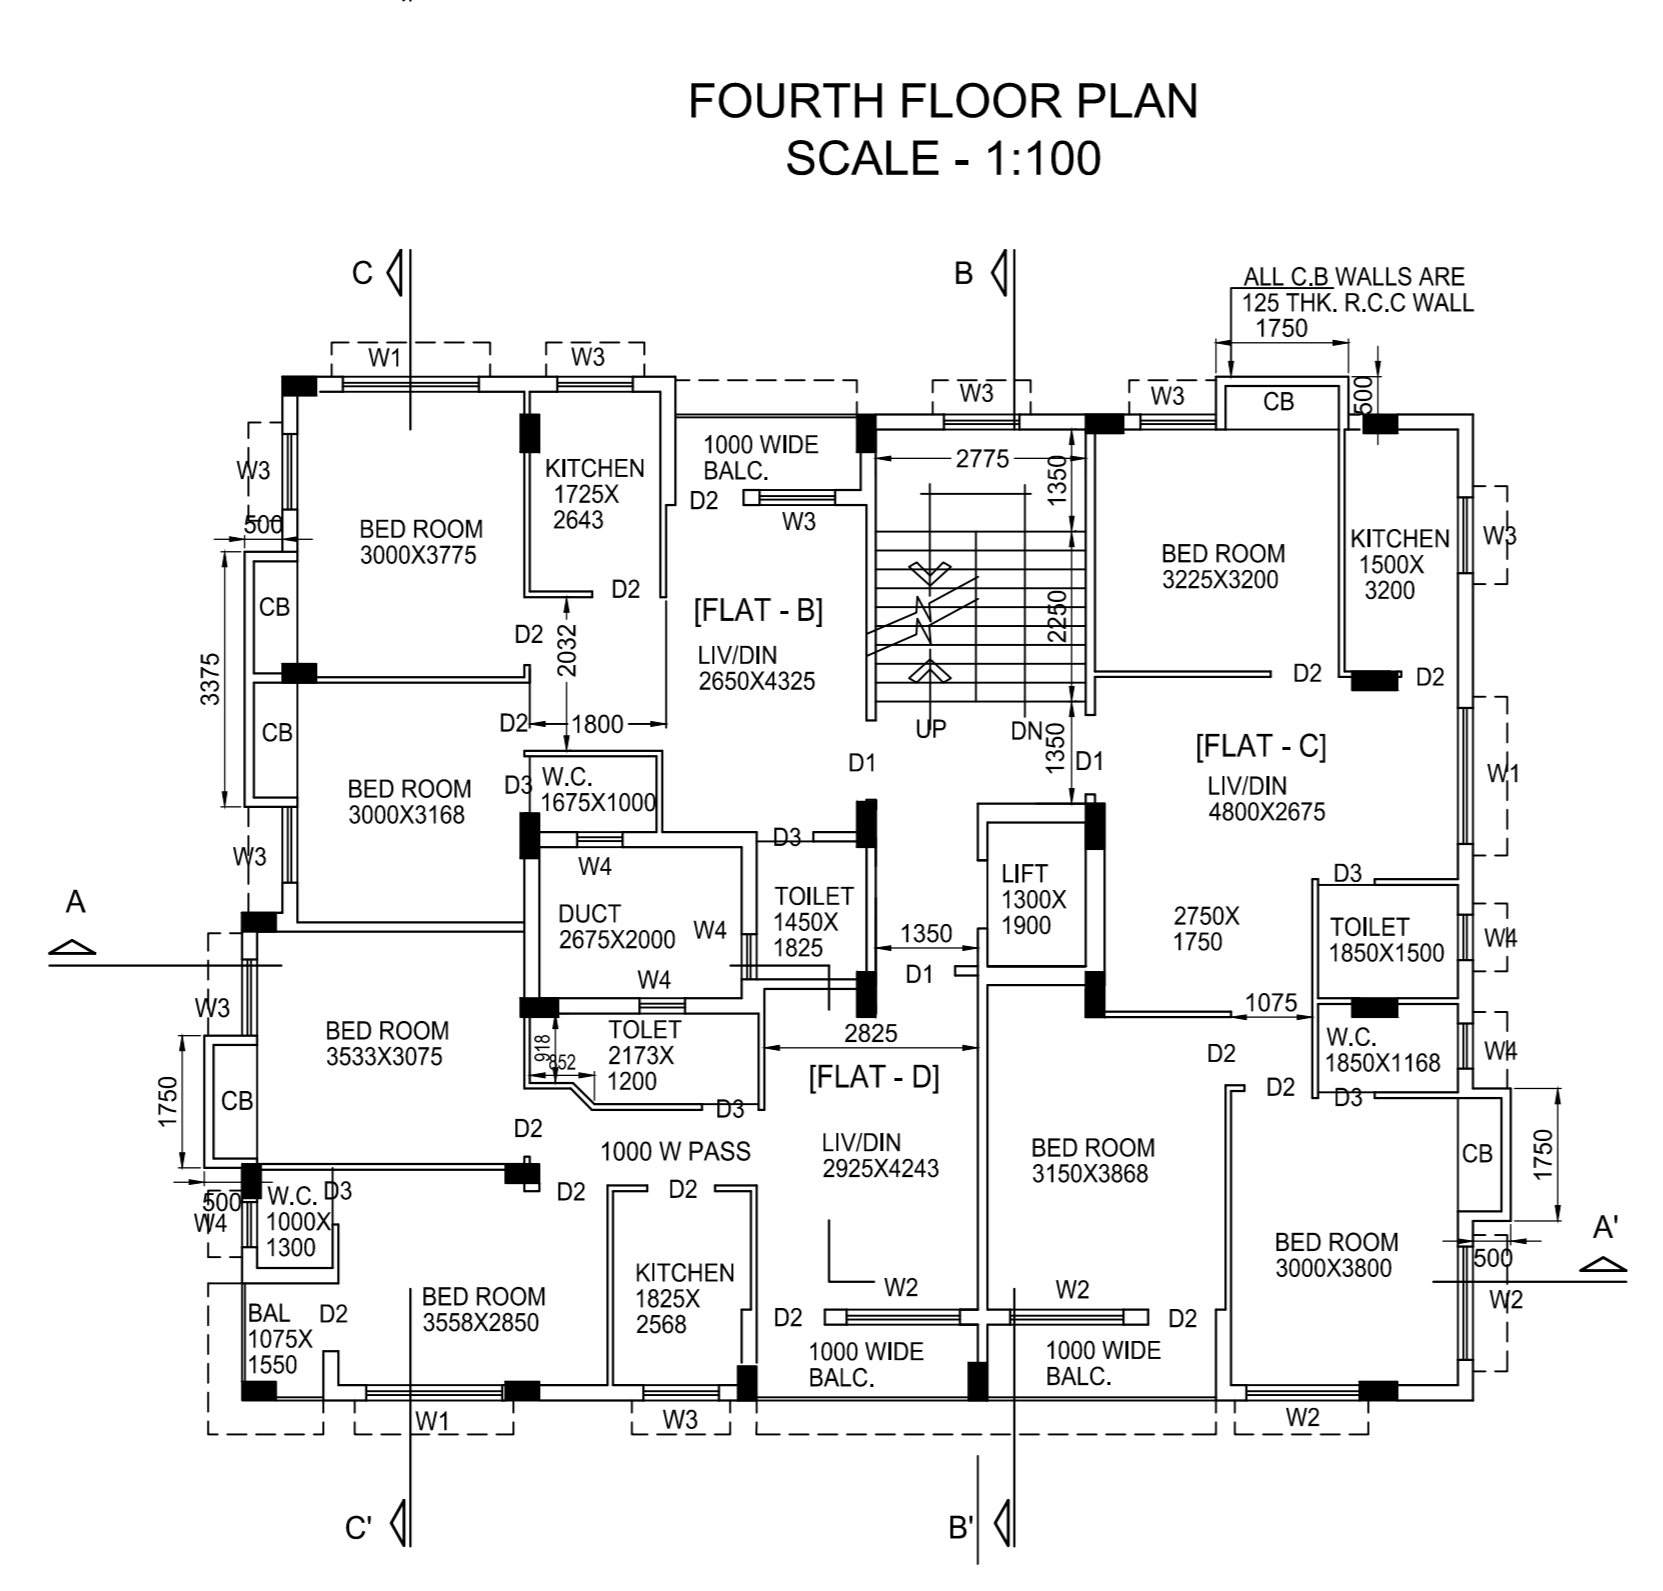 FOURTH FLOOR PLAN
SCALE - 1:100
C
B
ALL C.B WALLS ARE
125 THK. R.C.C WALL
1750
500
W1
W3
W3
W3
CB
1000 WIDE
BALC.
D2
W3
2775
1350
W3
500
BED ROOM
3000X3775
KITCHEN
1725X
2643
D2
W3
BED ROOM
3225X3200
KITCHEN
1500X
3200
CB
D2
2032
[FLAT - B]
LIV/DIN
2650X4325
2250
D2
D2
3375
CB
D2
1800
UP
DN
1350
[FLAT - C]
LIV/DIN
4800X2675
W1
D1
D1
BED ROOM
3000X3168
D3
W.C.
1675X1000
W3
W4
D3
D3
A
LIFT
1300X
1900
DUCT
2675X2000
W4
TOILET
1450X
1825
1350
2750X
1750
TOILET
1850X1500
W4
W4
D1
W3
BED ROOM
3533X3075
918
852
TOLET
2173X
1200
2825
1075
W.C.
1850X1168
W4
D2
[FLAT - D]
D2
D3
CB
1750
D3
D2
1000 W PASS
LIV/DIN
2925X4243
BED ROOM
3150X3868
CB
1750
500
W4
W.C.
1000X
1300
D3
D2
D2
A'
BED ROOM
3000X3800
500
KITCHEN
1825X
2568
W2
W2
W2
BAL
1075X
1550
D2
BED ROOM
3558X2850
D2
D2
1000 WIDE
BALC.
1000 WIDE
BALC.
W1
W3
W2
C'
B'